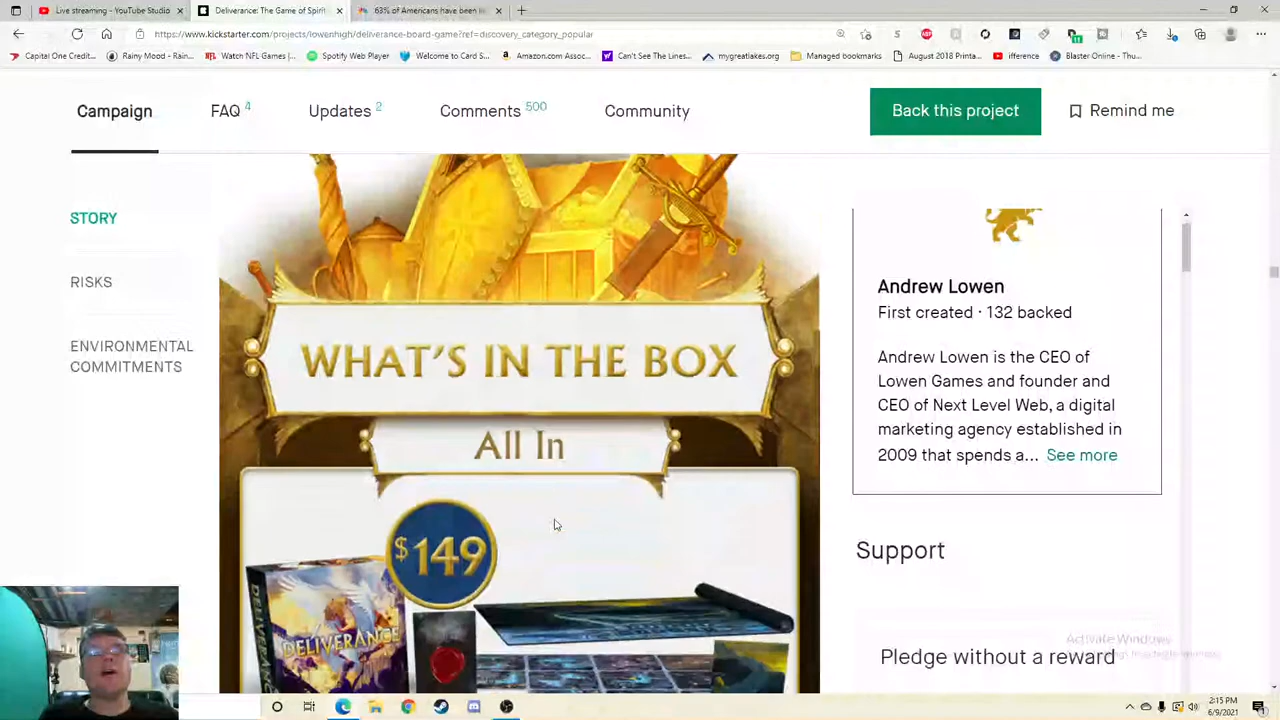 Live streaming - YouTube Studio
Deliverance: The Game of Spirit
63% of Americans have been
https://www.kickstarter.com/projects/lowenhigh/deliverance-board-game?ref=discovery_category_popular
Capital One Credit...
Rainy Mood - Rain...
Watch NFL Games |...
Spotify Web
Welcome to Card S...
Amazon.com:
Can't See The Lines...
mygreatlakes.org
Managed bookmarks
August 2018 Printa...
ifference
Blaster Online - Thu...
Campaign
FAQ 4
Updates 2
Comments 500
Community
Back this project
Remind me
STORY
RISKS
ENVIRONMENTAL
COMMITMENTS
WHAT'S IN THE BOX
All In
$149
DELIVERANCE
Andrew Lowen
First created · 132 backed
Andrew Lowen is the CEO of
Lowen Games and founder and
CEO of Next Level Web, a digital
marketing agency established in
2009 that spends a... See more
Support
Activate Windows
Pledge without a reward
2:15 PM
6/9/2021